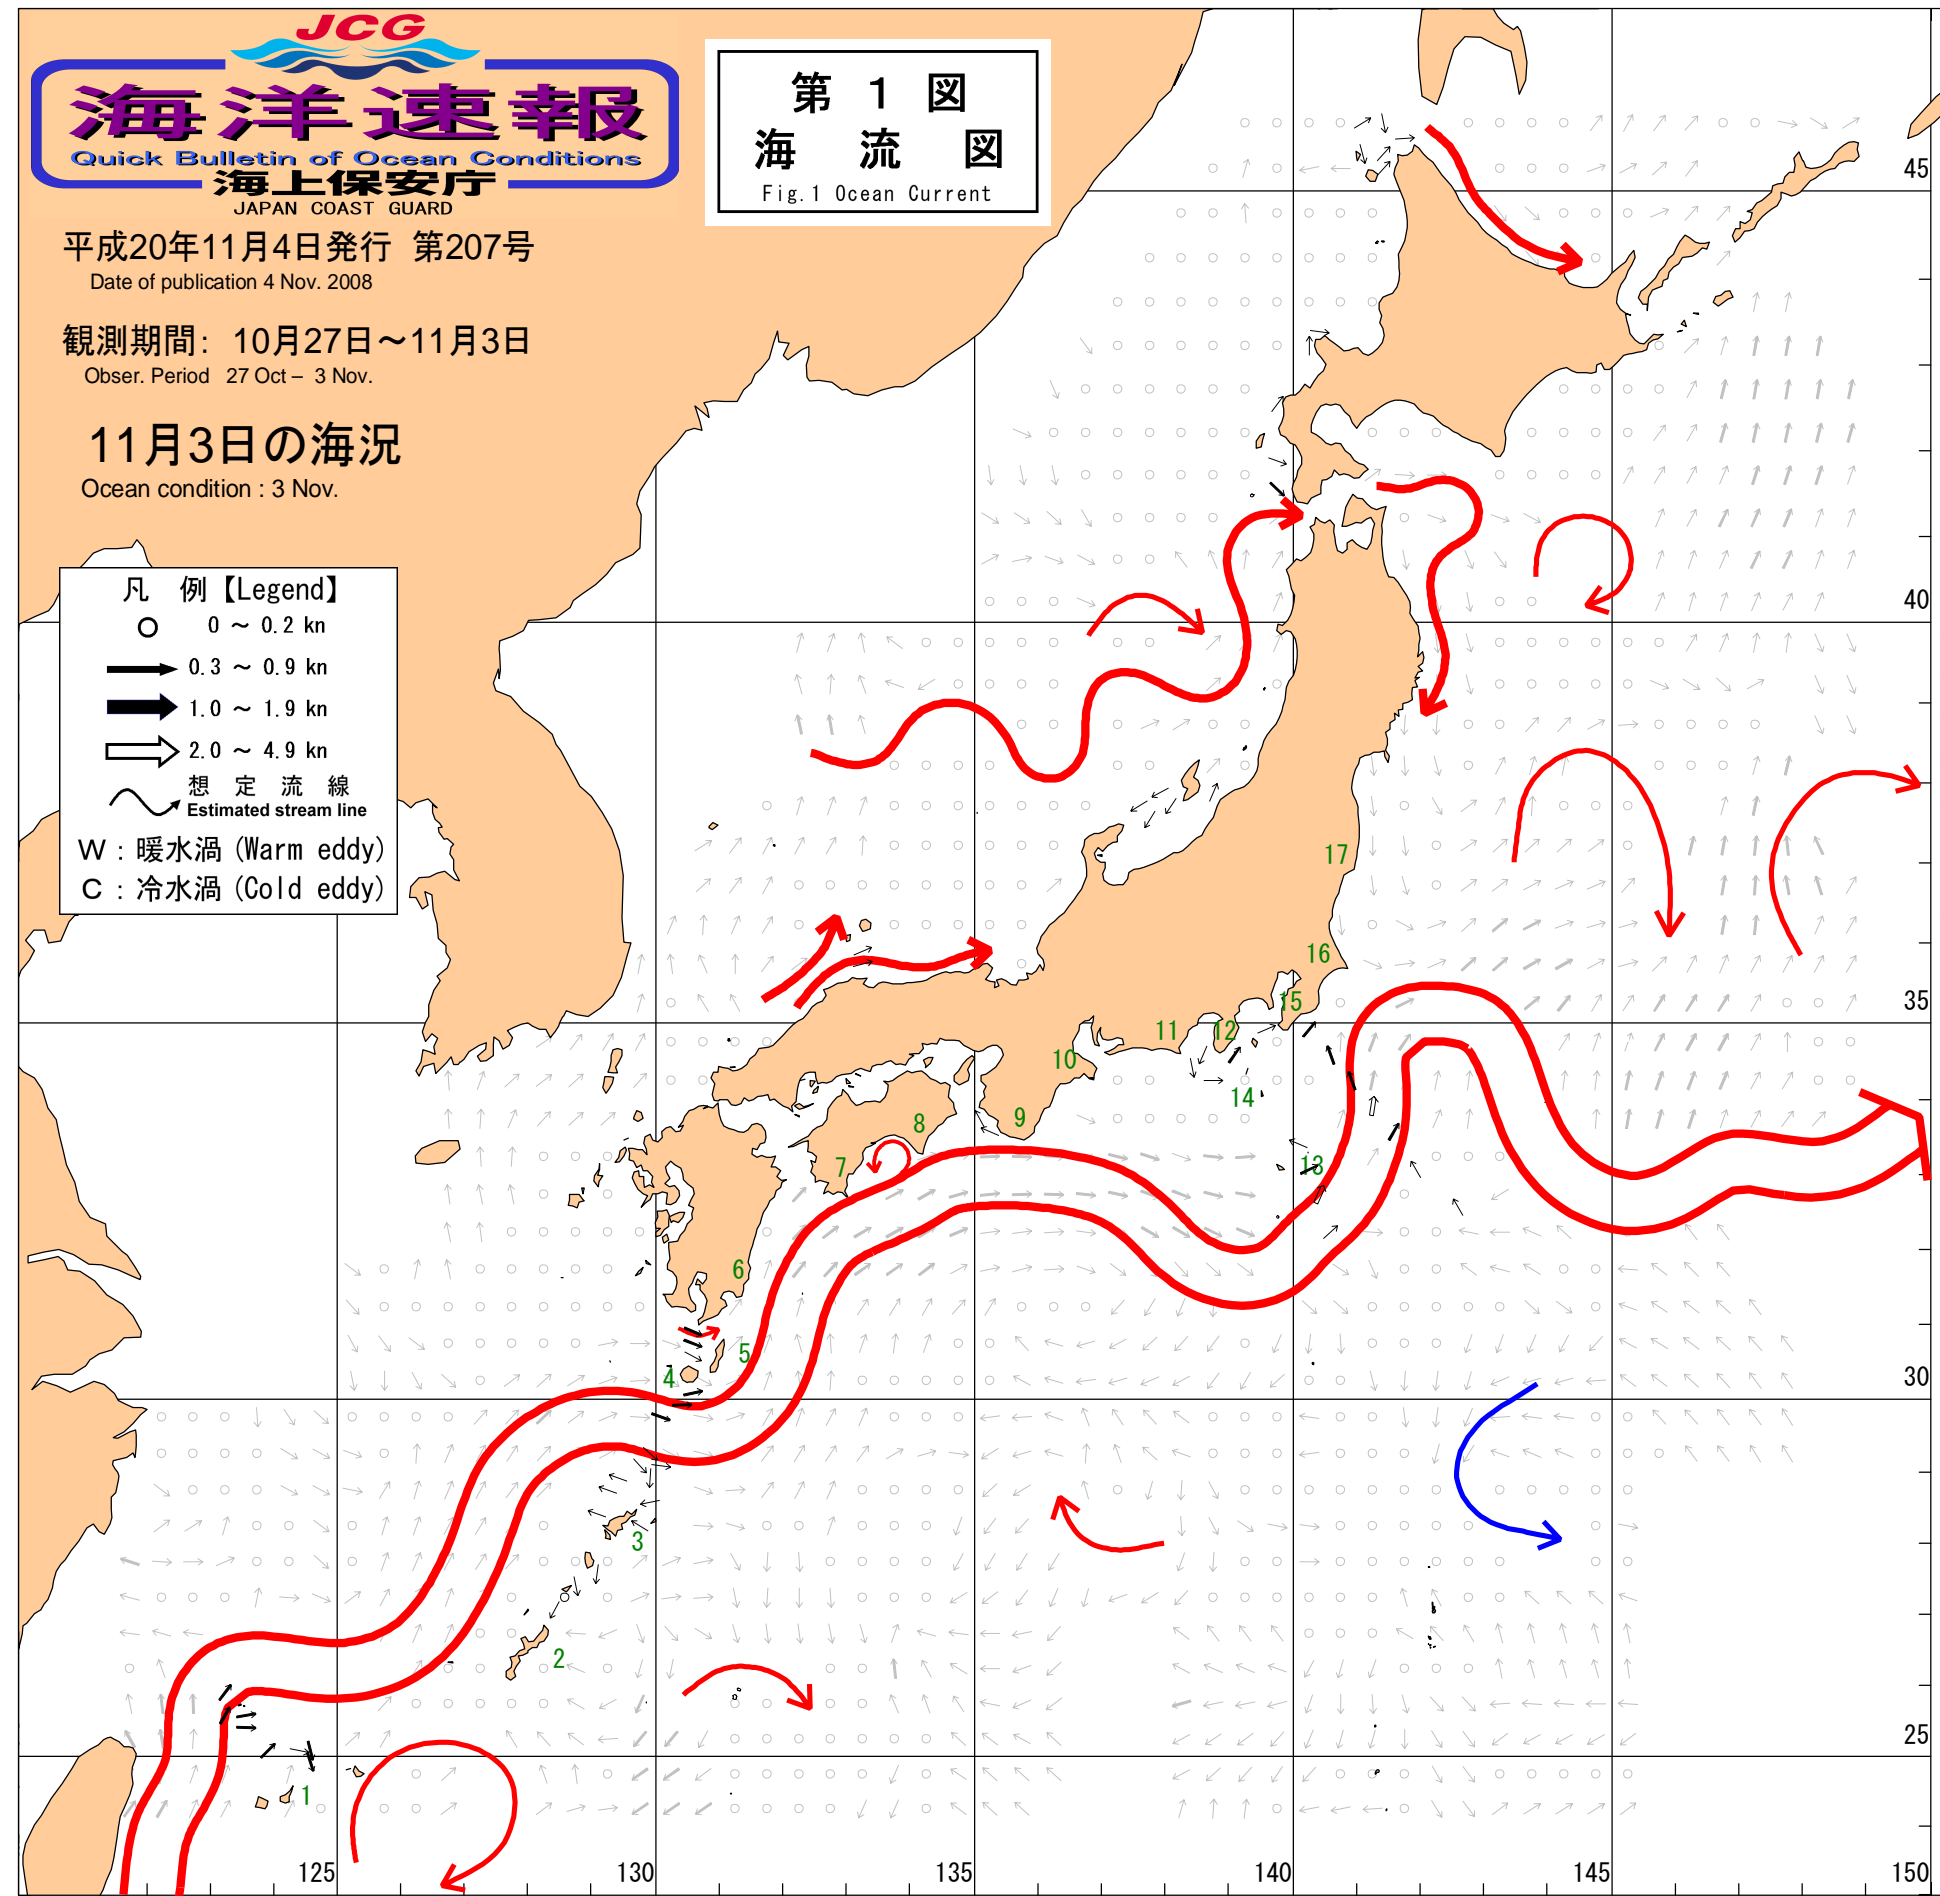 JCG
海洋速報
Quick Bulletin of Ocean Conditions
海上保安庁
JAPAN COAST GUARD
平成20年11月4日発行 第207号
Date of publication 4 Nov. 2008
観測期間: 10月27日～11月3日
Obser. Period 27 Oct – 3 Nov.
11月3日の海況
Ocean condition : 3 Nov.
第 1 図
海 流 図
Fig.1 Ocean Current
凡 例【Legend】
0 ～ 0.2 kn
0.3 ～ 0.9 kn
1.0 ～ 1.9 kn
2.0 ～ 4.9 kn
想 定 流 線
Estimated stream line
W : 暖水渦 (Warm eddy)
C : 冷水渦 (Cold eddy)
45
40
17
16
35
15
12
11
10
14
9
8
7
13
6
5
4
30
3
2
25
1
125
130
135
140
145
150